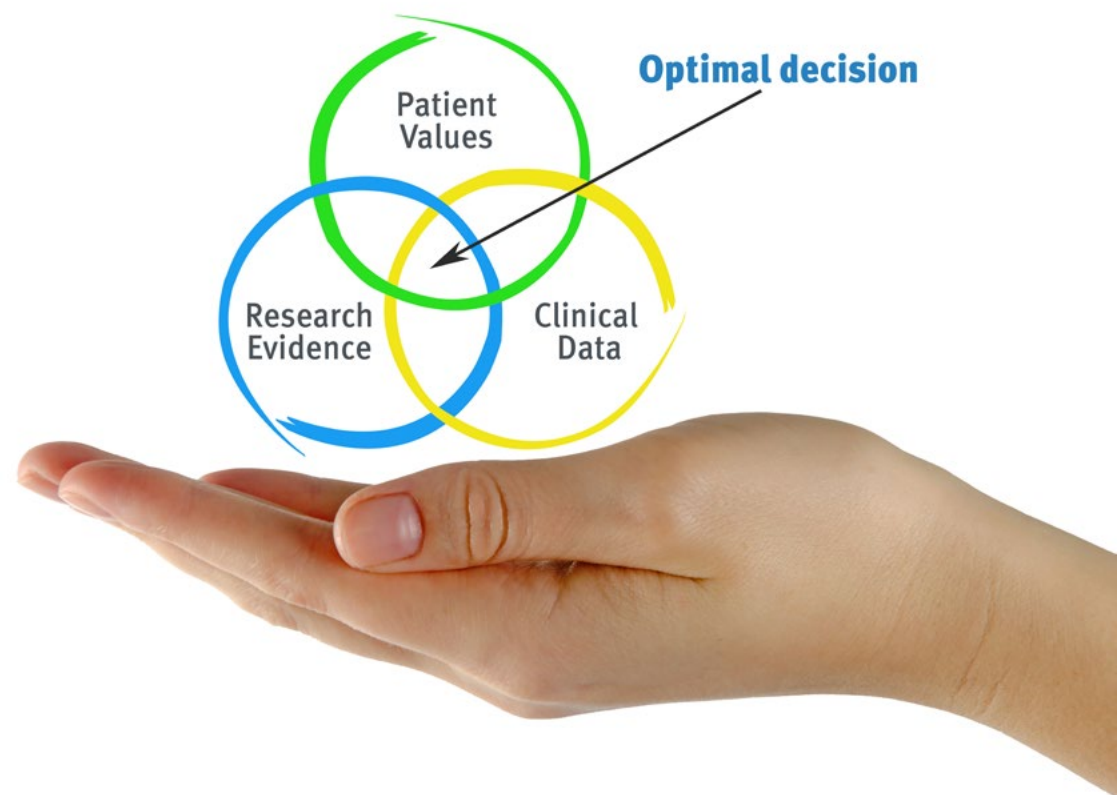 Optimal decision
Patient
Values
Research
Evidence
Clinical
Data